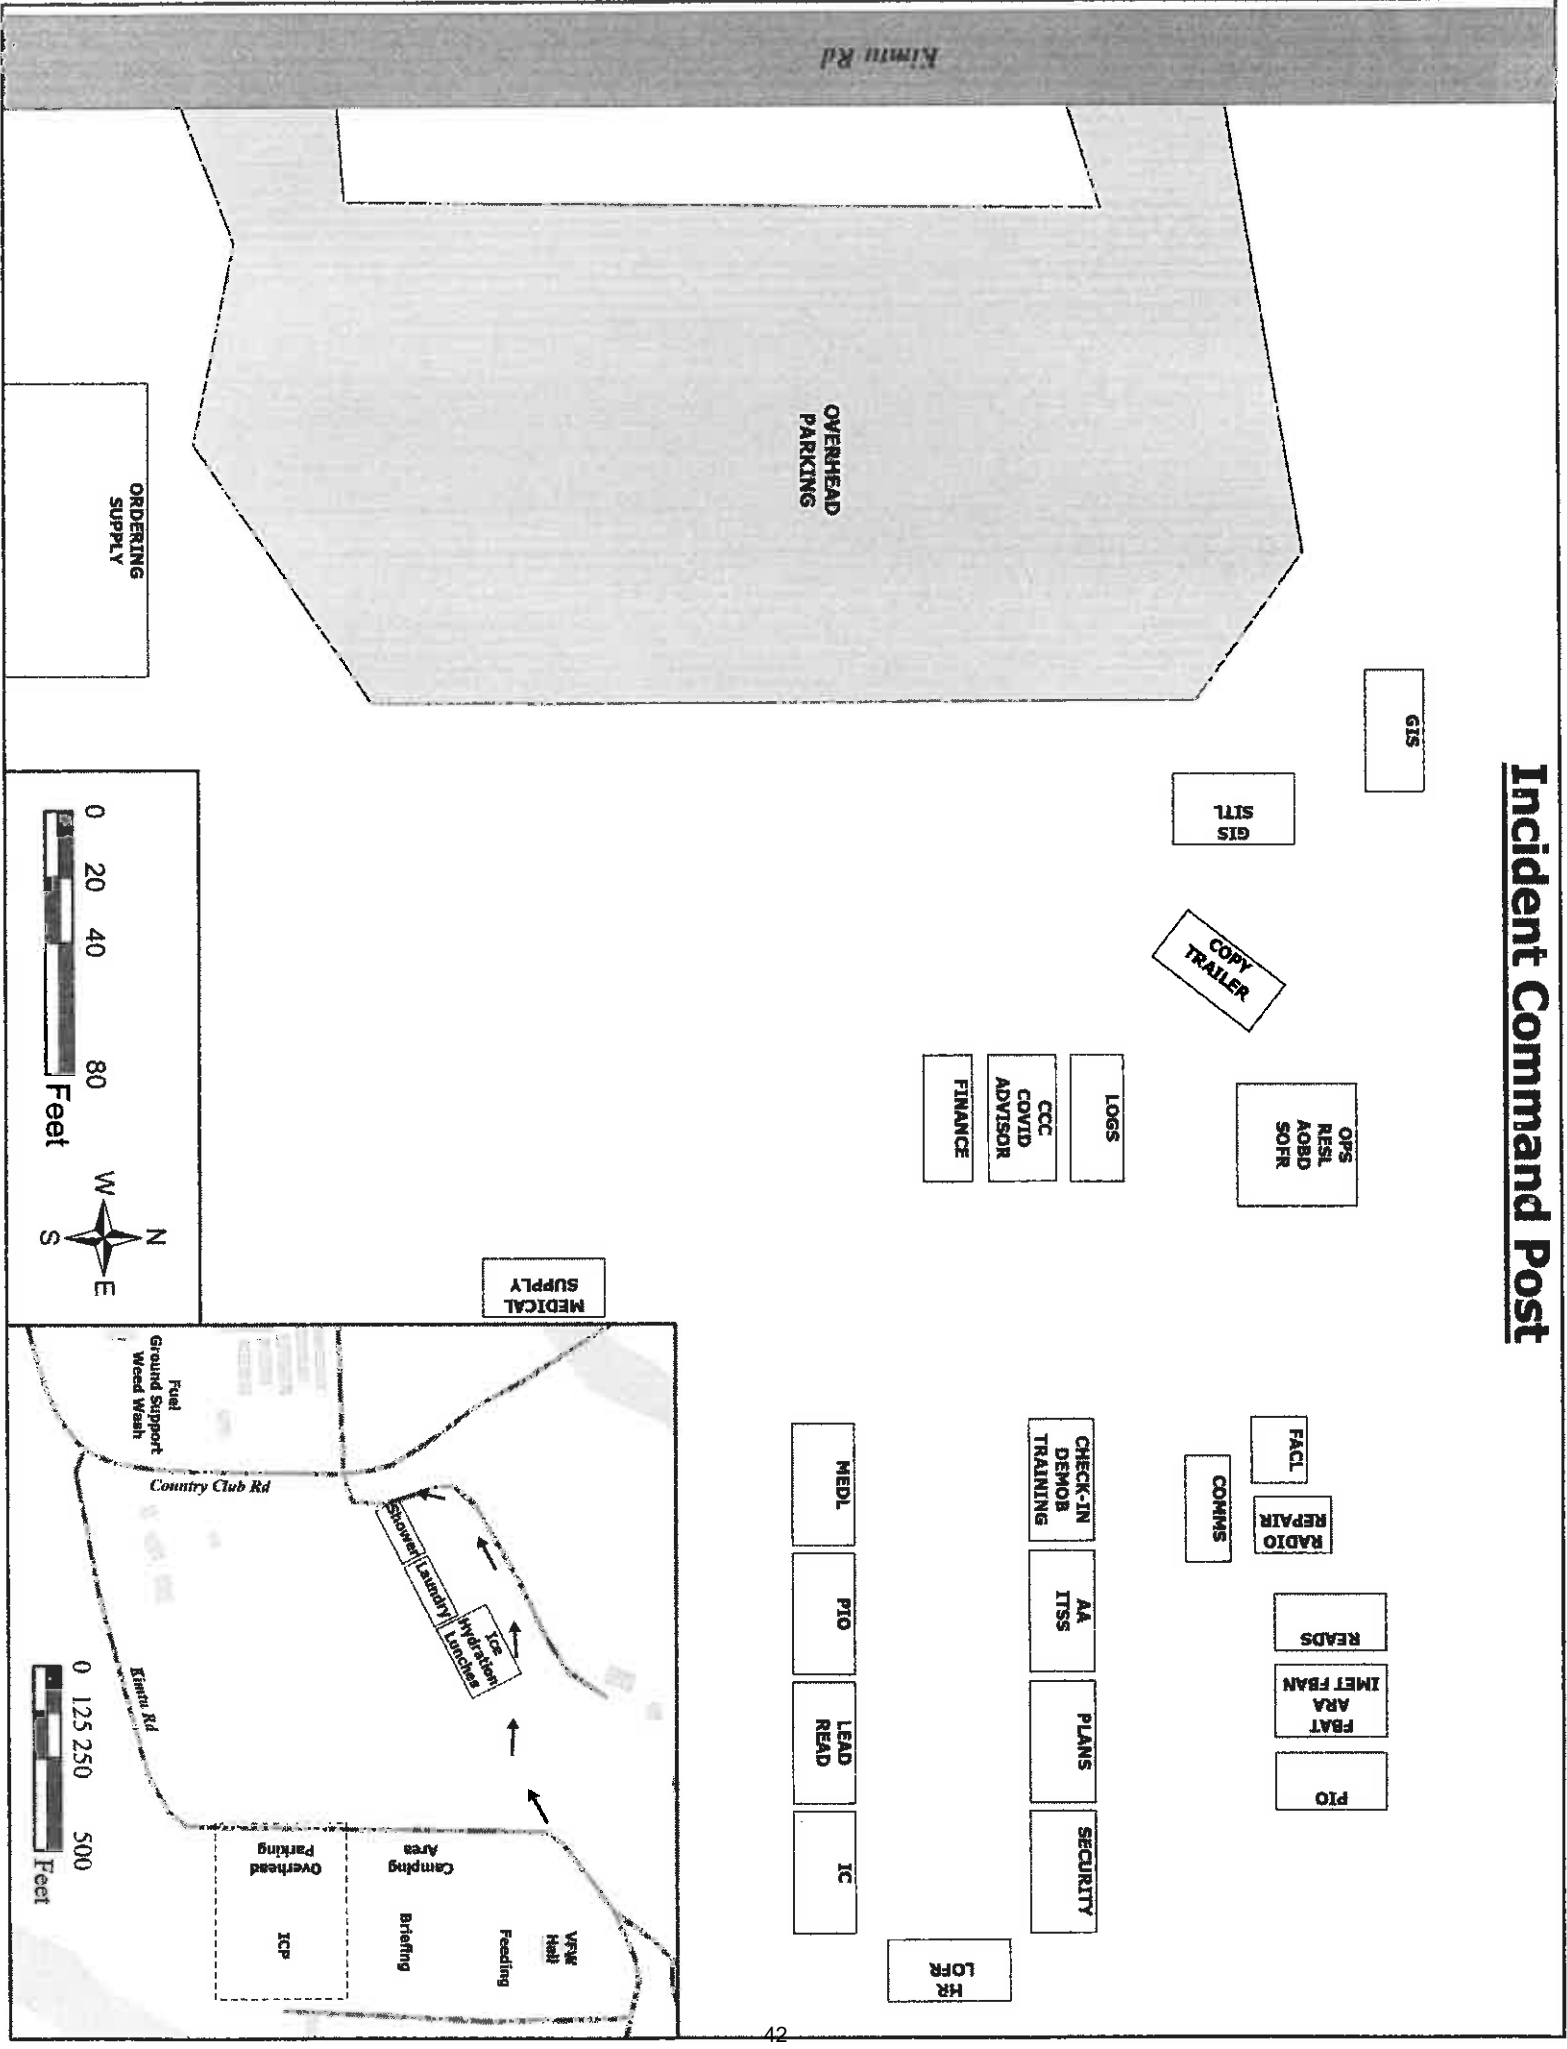 Incident Command Post
Kimtu Rd
OVERHEAD
PARKING
ORDERING
SUPPLY
GIS
GIS
SITL
COPY
TRAILER
OPS
RESL
AOBD
SOFR
LOGS
CCC
COVID
ADVISOR
FINANCE
MEDICAL
SUPPLY
FACL
RADIO
REPAIR
COMMS
READS
FBAT
ARA
IMET FBAN
PIO
CHECK-IN
DEMOB
TRAINING
AA
ITSS
PLANS
SECURITY
MEDL
PIO
LEAD
READ
IC
HR
LOFR
0 20 40 80
Feet
N
W E
S
Fuel
Ground Support
Weed Wash
Country Club Rd
Shower
Laundry
Ice
Hydration
Lunches
Kimtu Rd
VFW
Hall
Feeding
Camping
Area
Briefing
Overhead
Parking
ICP
0 125 250 500
Feet
42